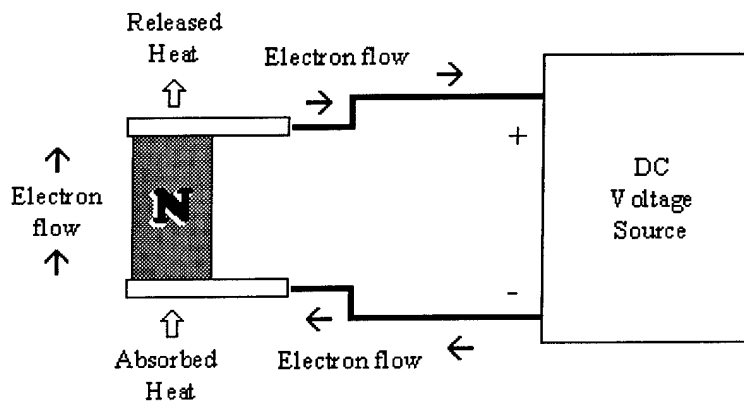 Released
Heat
Electron flow
+
Electron
flow
N
DC
Voltage
Source
-
Absorbed
Heat
Electron flow